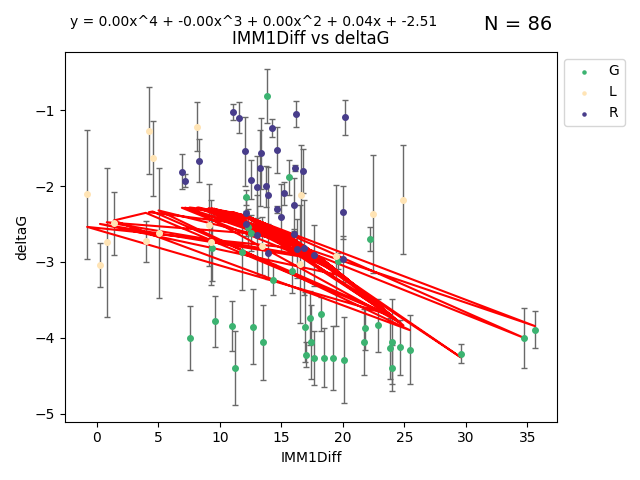 y = 0.00x^4 + -0.00x^3 + 0.00x^2 + 0.04x + -2.51
N = 86
IMM1Diff vs deltaG
G
L
R
deltaG
−1
−2
−3
−4
−5
0 5 10 15 20 25 30 35
IMM1Diff